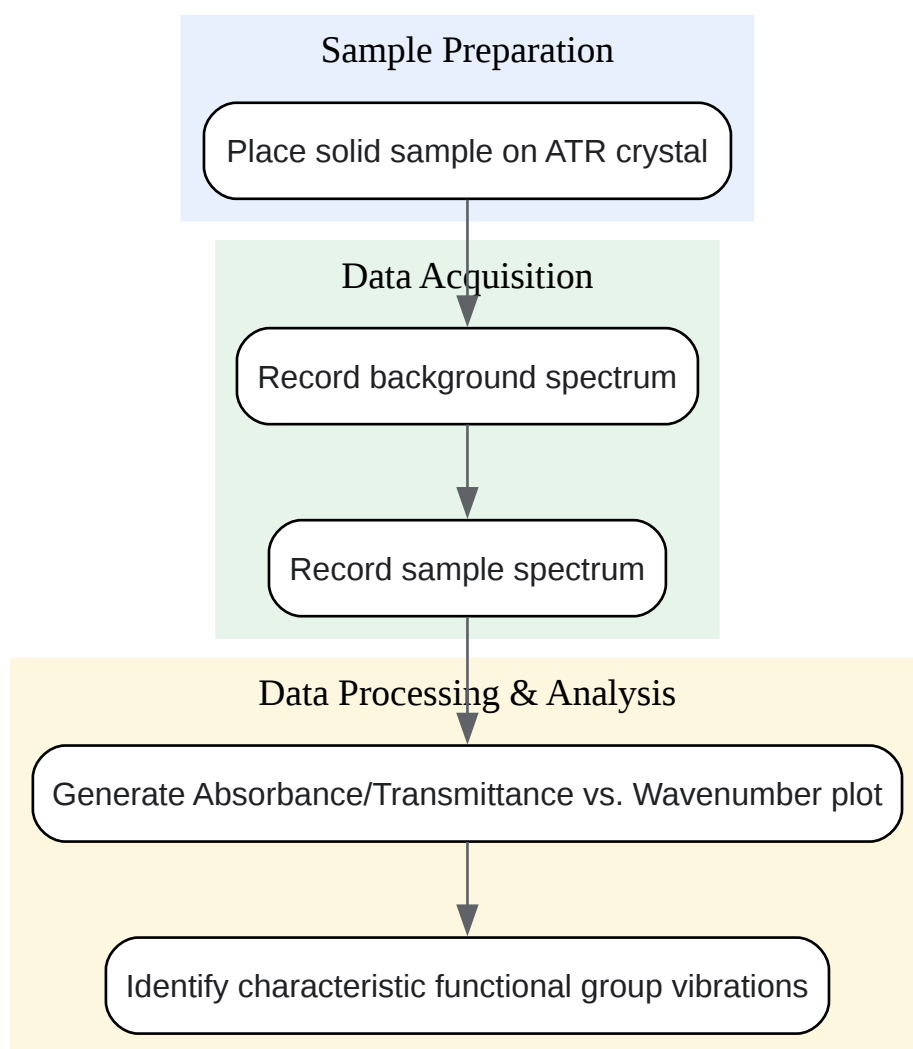 Sample Preparation
Place solid sample on ATR crystal
Data Acquisition
Record background spectrum
Record sample spectrum
Data Processing & Analysis
Generate Absorbance/Transmittance vs. Wavenumber plot
Identify characteristic functional group vibrations